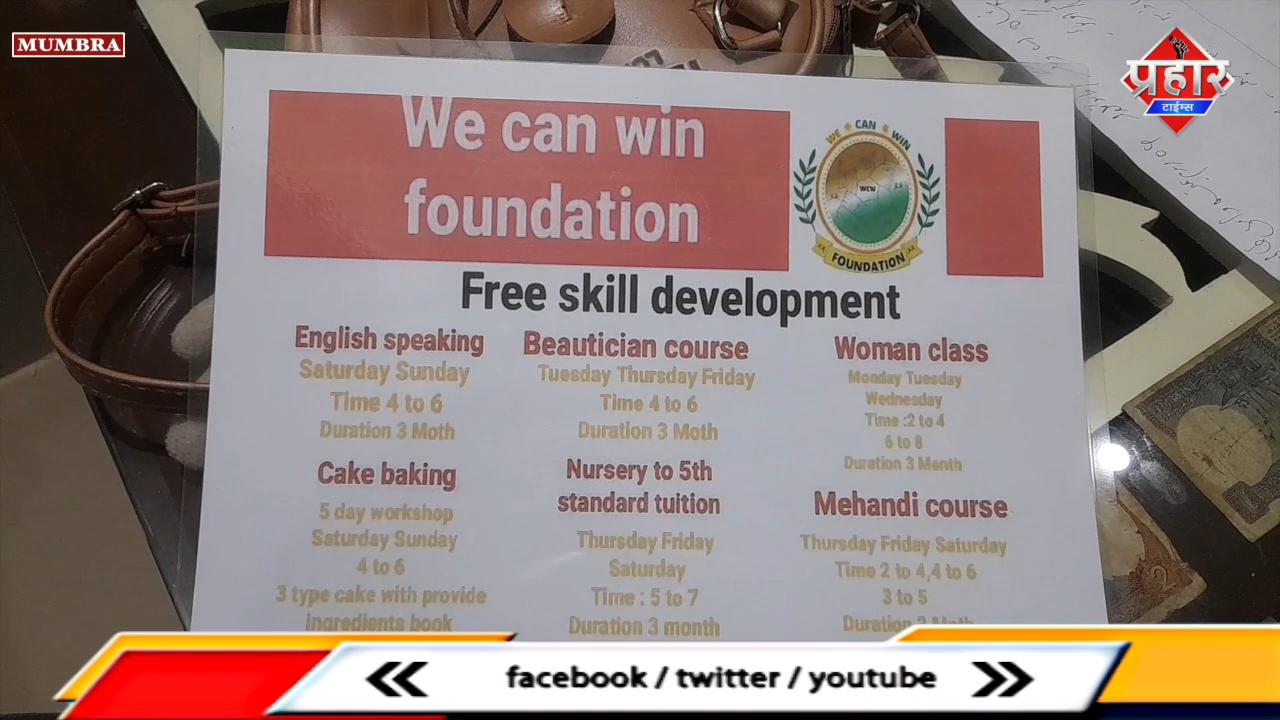 MUMBRA
प्रहार
टाईम्स
We can win
foundation
WE CAN WIN
WCW
FOUNDATION
Free skill development
English speaking
Saturday Sunday
Time 4 to 6
Duration 3 Moth
Beautician course
Tuesday Thursday Friday
Time 4 to 6
Duration 3 Moth
Woman class
Monday Tuesday
Wednesday
Time :2 to 4
6 to 8
Duration 3 Month
Cake baking
5 day workshop
Saturday Sunday
4 to 6
3 type cake with provide
ingredients book
Nursery to 5th
standard tuition
Thursday Friday
Saturday
Time : 5 to 7
Duration 3 month
Mehandi course
Thursday Friday Saturday
Time 2 to 4,4 to 6
3 to 5
Duration
facebook / twitter / youtube